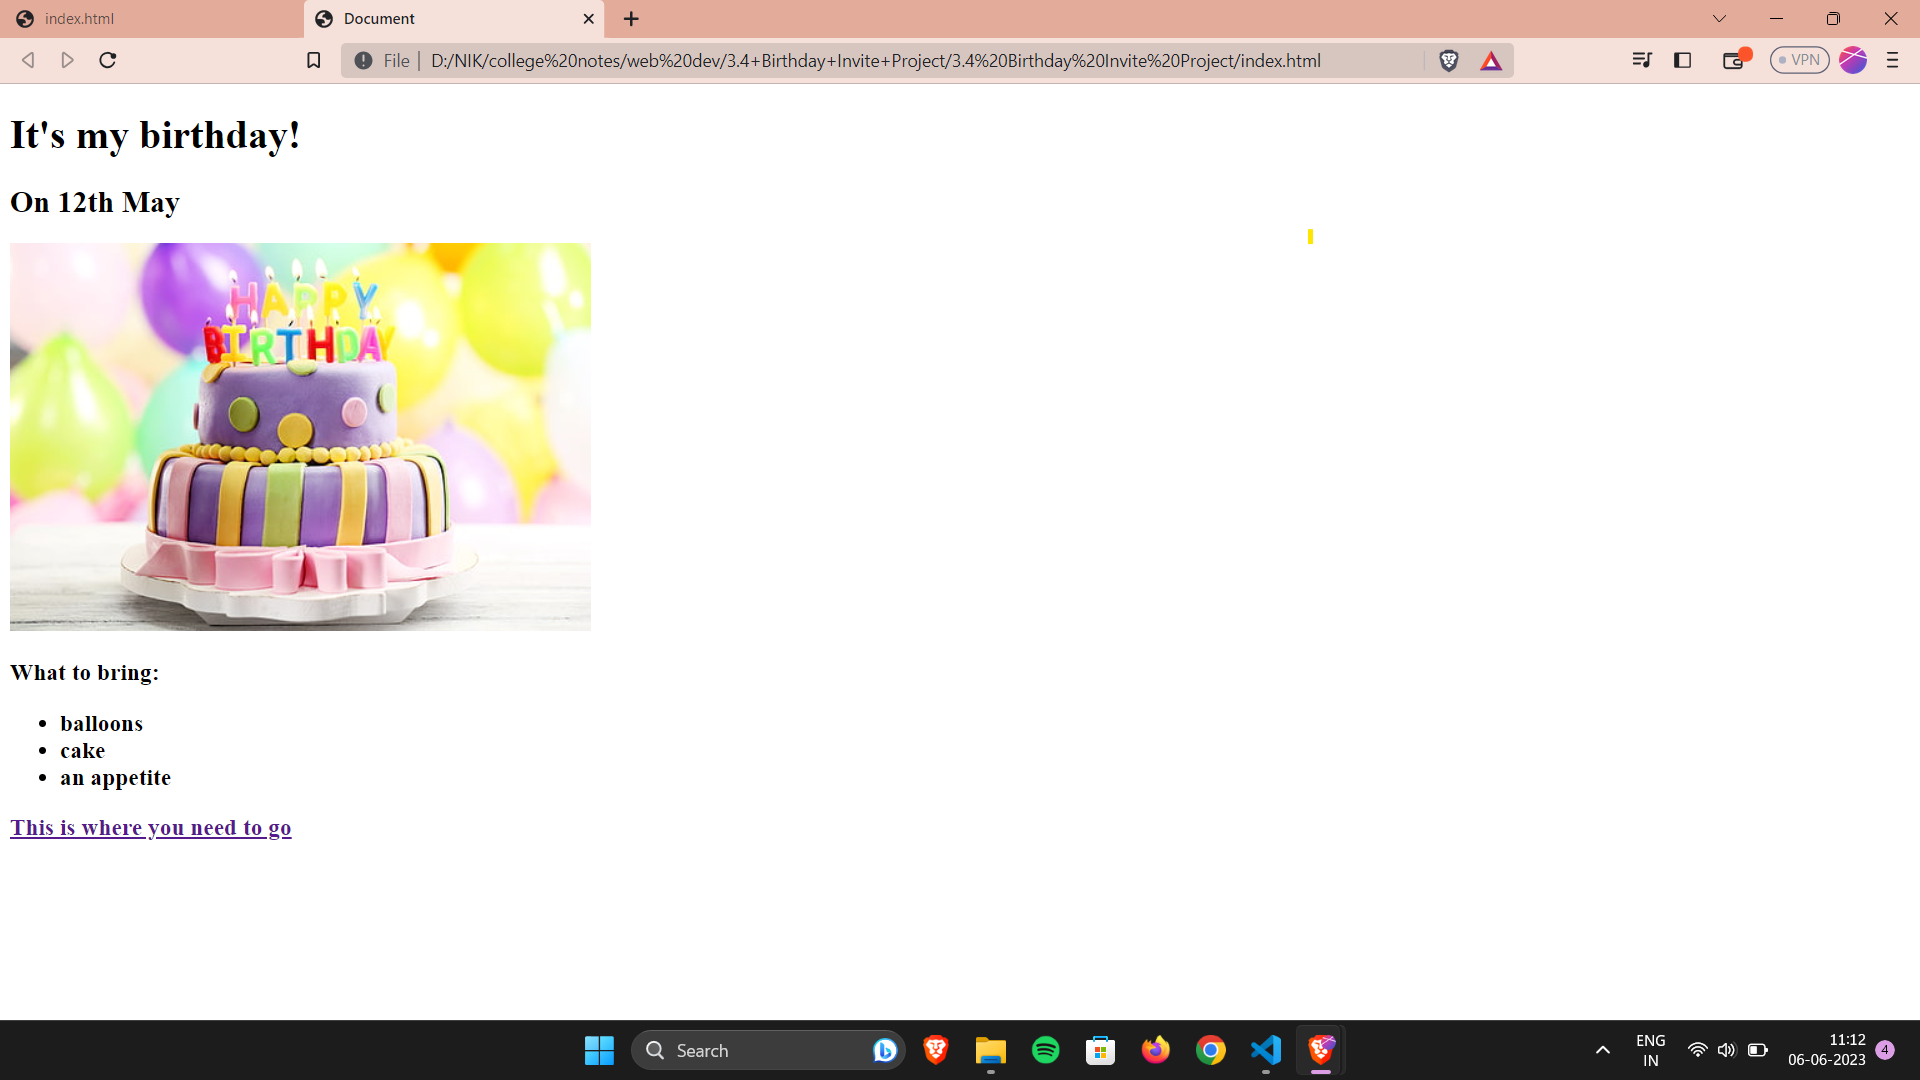 index.html
Document
File
D:/NIK/college%20notes/web%20dev/3.4+Birthday+Invite+Project/3.4%20Birthday%20Invite%20Project/index.html
VPN
It's my birthday!
On 12th May
HAPPY
BIRTHDAY
What to bring:
balloons
cake
an appetite
This is where you need to go
Search
ENG
IN
11:12
06-06-2023
4